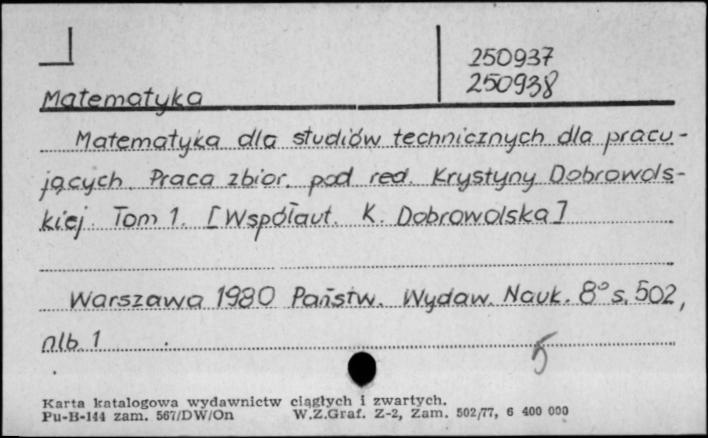 250937
250938
Matematyka
Matematyka dla studiów technicznych dla pracu-
jących. Praca zbior. pod red. Krystyny Dobrowols-
kiej. Tom 1. [Współaut. K. Dobrowolska]
Warszawa 1980 Państw. Wydaw. Nauk. 8° s. 502,
nlb 1
5
Karta katalogowa wydawnictw ciągłych i zwartych.
Pu-B-144 zam. 567/DW/On W.Z.Graf. Z-2, Zam. 502/77, 6 400 000